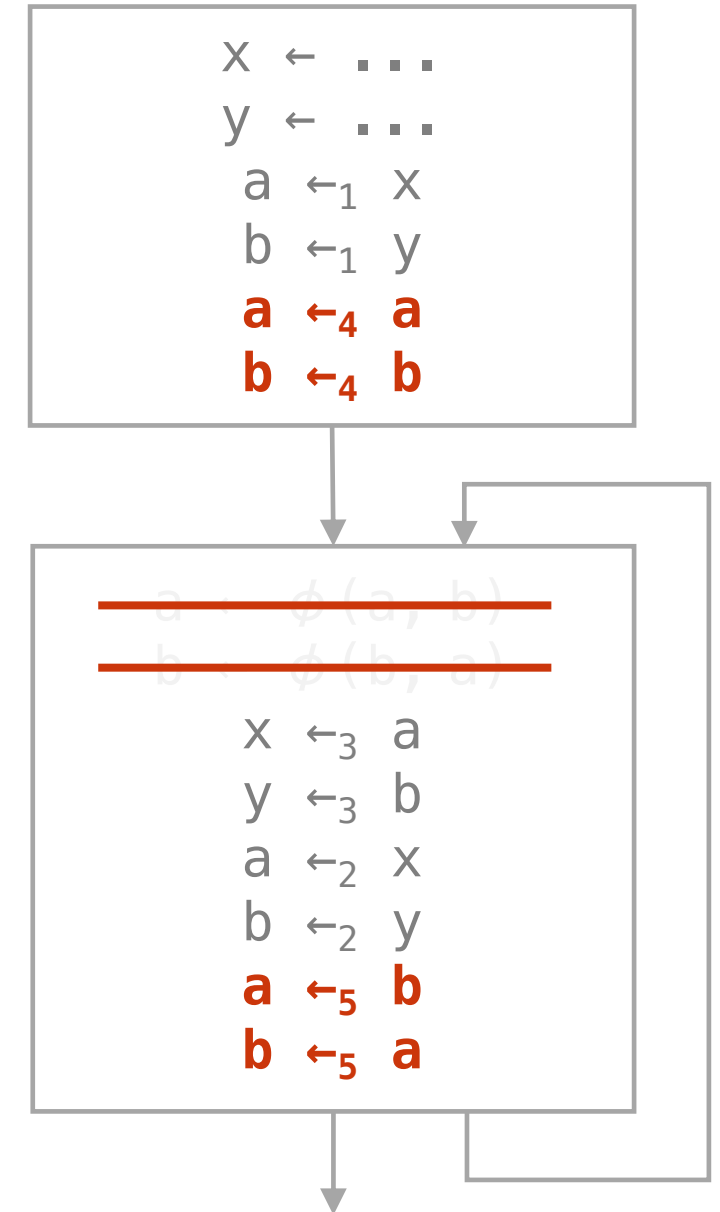 x ← ...
y ← ...
a ←₁ x
b ←₁ y
a ←₄ a
b ←₄ b
a ← ϕ(a, b)
b ← ϕ(b, a)
x ←₃ a
y ←₃ b
a ←₂ x
b ←₂ y
a ←₅ b
b ←₅ a